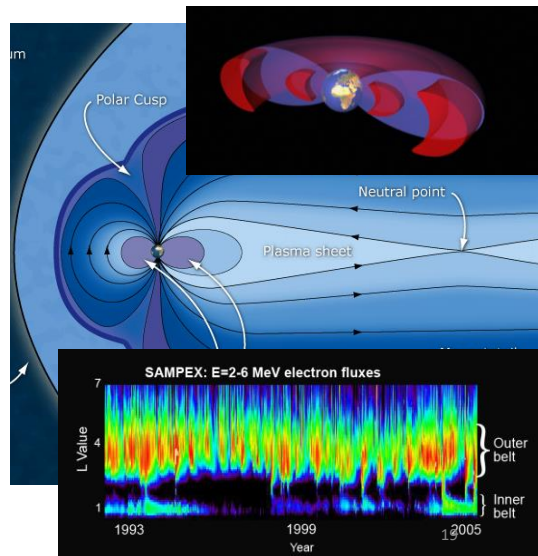 um
Polar Cusp
Neutral point
Plasma sheet
SAMPEX: E=2-6 MeV electron fluxes
7
L Value
4
1
Outer
belt
Inner
belt
1993
1999
2005
19
Year